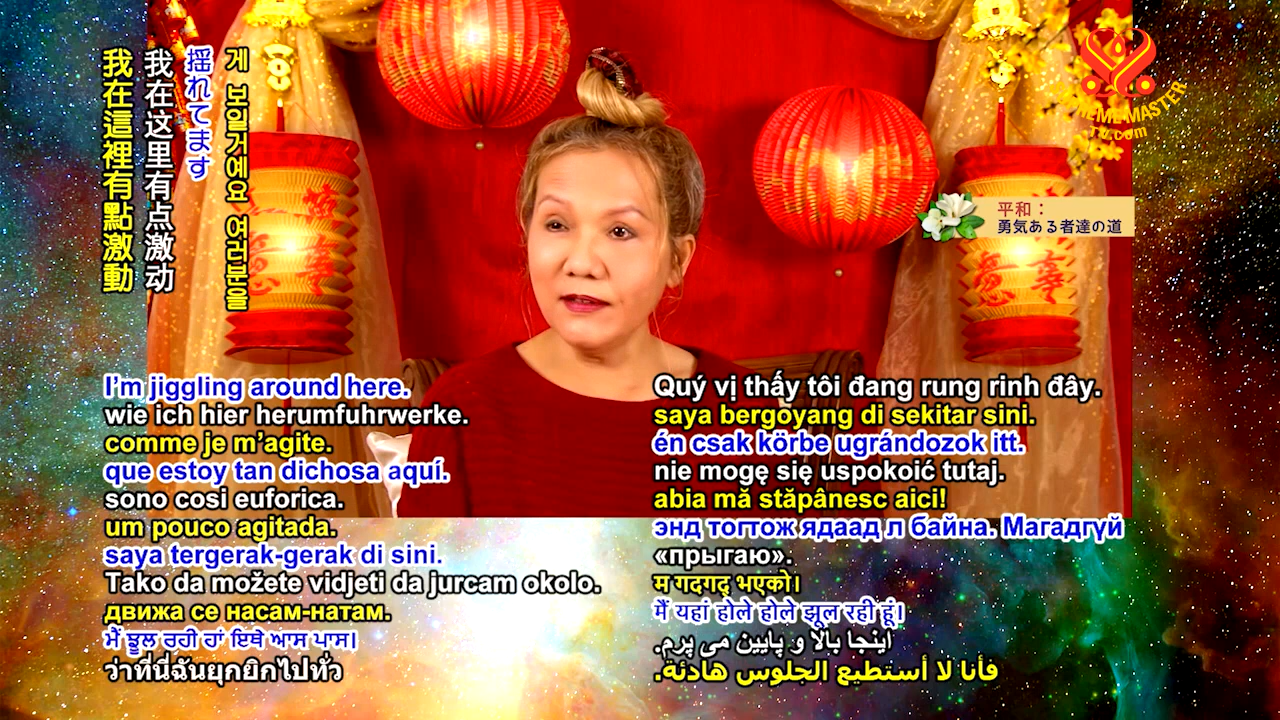 我在這裡有點激動
我在这里有点激动
揺れてます
게 보일거예요 여러분을
SUPREME MASTER
TV.com
平和：
勇気ある者達の道
I’m jiggling around here.
wie ich hier herumfuhrwerke.
comme je m’agite.
que estoy tan dichosa aquí.
sono cosi euforica.
um pouco agitada.
saya tergerak-gerak di sini.
Tako da možete vidjeti da jurcam okolo.
движа се насам-натам.
ਮੈਂ ਝੂਲ ਰਹੀ ਹਾਂ ਇਥੇ ਆਸ ਪਾਸ।
ว่าที่นี่ฉันยุกยิกไปทั่ว
Quý vị thấy tôi đang rung rinh đây.
saya bergoyang di sekitar sini.
én csak körbe ugrándozok itt.
nie mogę się uspokoić tutaj.
abia mă stăpânesc aici!
энд тогтож ядаад л байна. Магадгүй
«прыгаю».
म गदगद् भएको।
मैं यहां होले होले झूल रही हूं।
اینجا بالا و پایین می پرم.
فأنا لا أستطيع الجلوس هادئة.